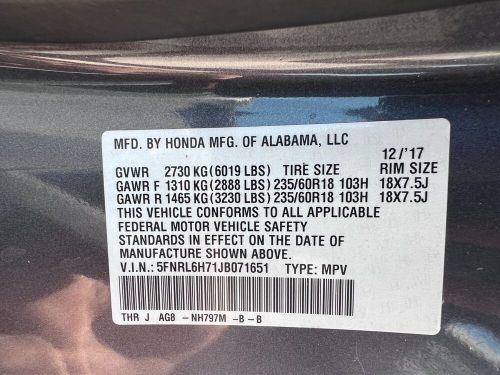 MFD. BY HONDA MFG. OF ALABAMA, LLC
12/'17
GVWR 2730 KG (6019 LBS) TIRE SIZE RIM SIZE
GAWR F 1310 KG (2888 LBS) 235/60R18 103H 18X7.5J
GAWR R 1465 KG (3230 LBS) 235/60R18 103H 18X7.5J
THIS VEHICLE CONFORMS TO ALL APPLICABLE
FEDERAL MOTOR VEHICLE SAFETY
STANDARDS IN EFFECT ON THE DATE OF
MANUFACTURE SHOWN ABOVE.
V.I.N.: 5FNRL6H71JB071651 TYPE: MPV
THR J AG8 -NH797M -B -B